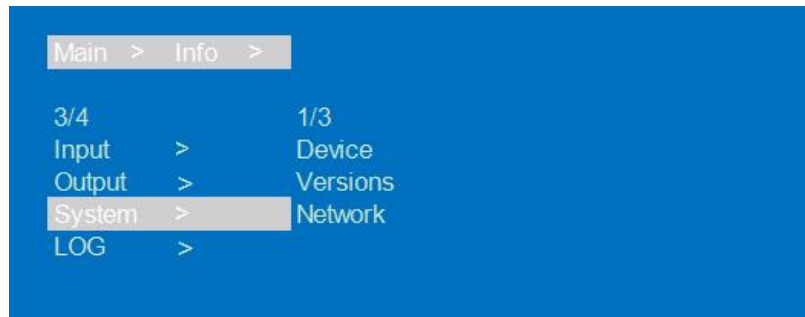 Main > Info >
3/4 1/3
Input > Device
Output > Versions
System > Network
LOG >